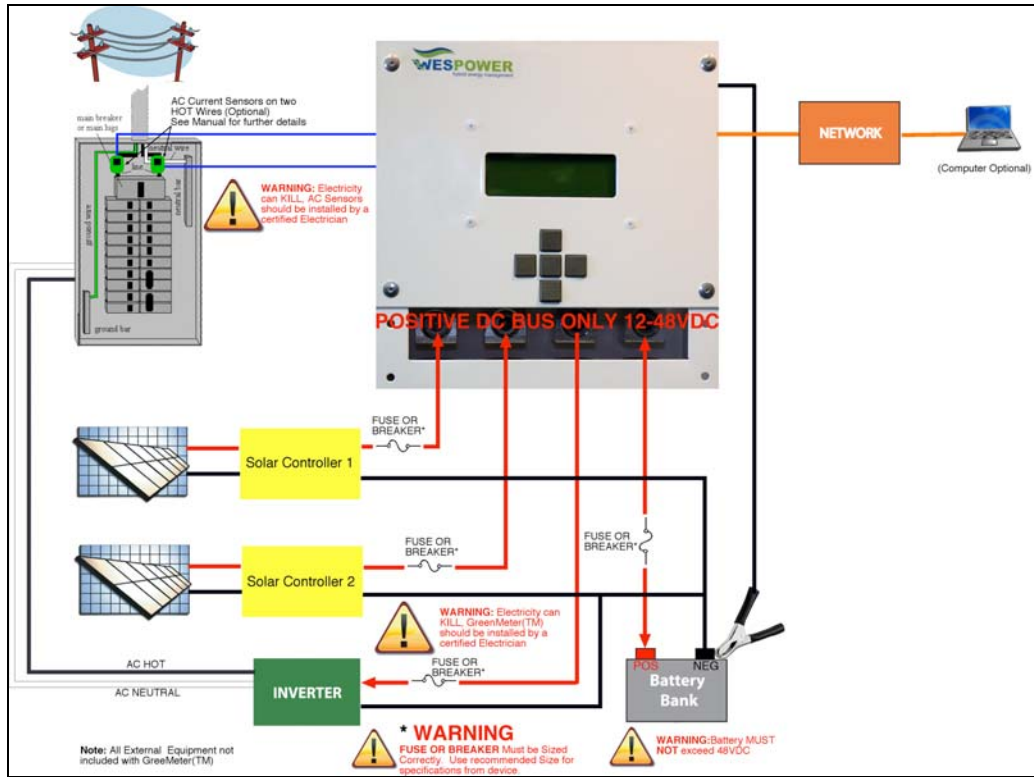 WESPOWER
hybrid energy management
AC Current Sensors on two
HOT Wires (Optional)
See Manual for further details
main breaker
or main lugs
neutral wire
line
neutral bar
ground wire
ground bar
WARNING: Electricity
can KILL, AC Sensors
should be installed by a
certified Electrician
NETWORK
(Computer Optional)
POSITIVE DC BUS ONLY 12-48VDC
FUSE OR
BREAKER*
Solar Controller 1
FUSE OR
BREAKER*
FUSE OR
BREAKER*
Solar Controller 2
WARNING: Electricity can
KILL, GreenMeter(TM)
should be installed by a
certified Electrician
AC HOT
AC NEUTRAL
INVERTER
FUSE OR
BREAKER*
POS
NEG
Battery
Bank
Note: All External Equipment not
included with GreeMeter(TM)
* WARNING
FUSE OR BREAKER Must be Sized
Correctly. Use recommended Size for
specifications from device.
WARNING:Battery MUST
NOT exceed 48VDC